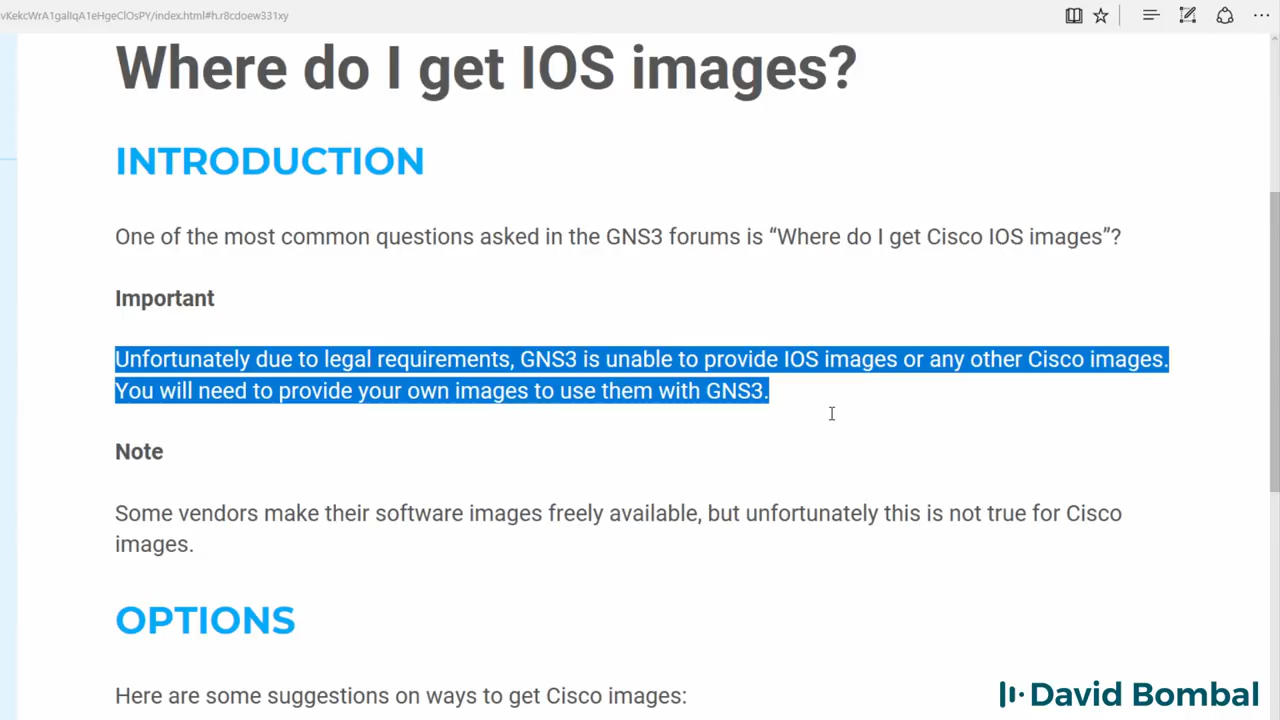 vKekcWrA1gallqA1eHgeClOsPY/index.html#h.r8cdoew331xy
Where do I get IOS images?
INTRODUCTION
One of the most common questions asked in the GNS3 forums is “Where do I get Cisco IOS images”?
Important
Unfortunately due to legal requirements, GNS3 is unable to provide IOS images or any other Cisco images.
You will need to provide your own images to use them with GNS3.
Note
Some vendors make their software images freely available, but unfortunately this is not true for Cisco
images.
OPTIONS
Here are some suggestions on ways to get Cisco images:
David Bombal